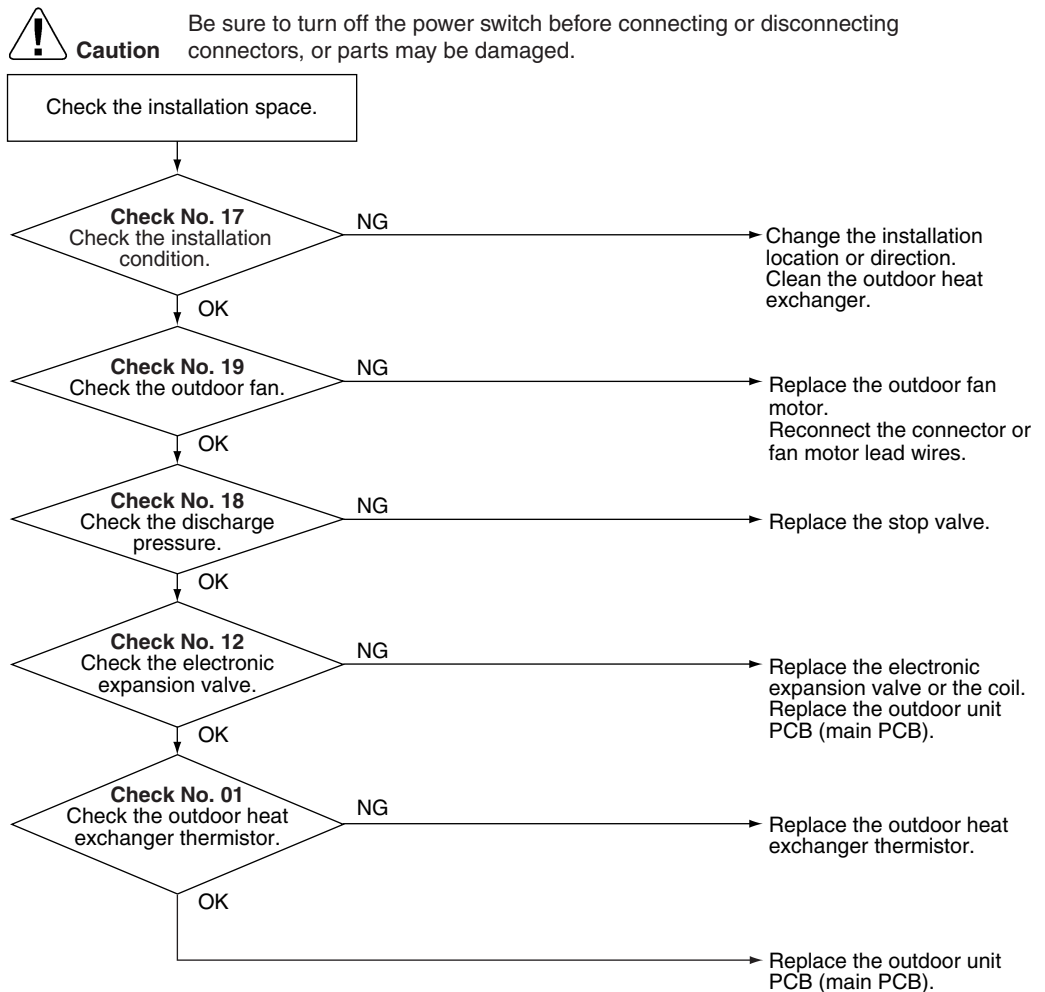 Be sure to turn off the power switch before connecting or disconnecting
Caution connectors, or parts may be damaged.
Check the installation space.
Check No. 17
Check the installation
condition.
NG
Change the installation
location or direction.
Clean the outdoor heat
exchanger.
OK
Check No. 19
Check the outdoor fan.
NG
Replace the outdoor fan
motor.
Reconnect the connector or
fan motor lead wires.
OK
Check No. 18
Check the discharge
pressure.
NG
Replace the stop valve.
OK
Check No. 12
Check the electronic
expansion valve.
NG
Replace the electronic
expansion valve or the coil.
Replace the outdoor unit
PCB (main PCB).
OK
Check No. 01
Check the outdoor heat
exchanger thermistor.
NG
Replace the outdoor heat
exchanger thermistor.
OK
Replace the outdoor unit
PCB (main PCB).